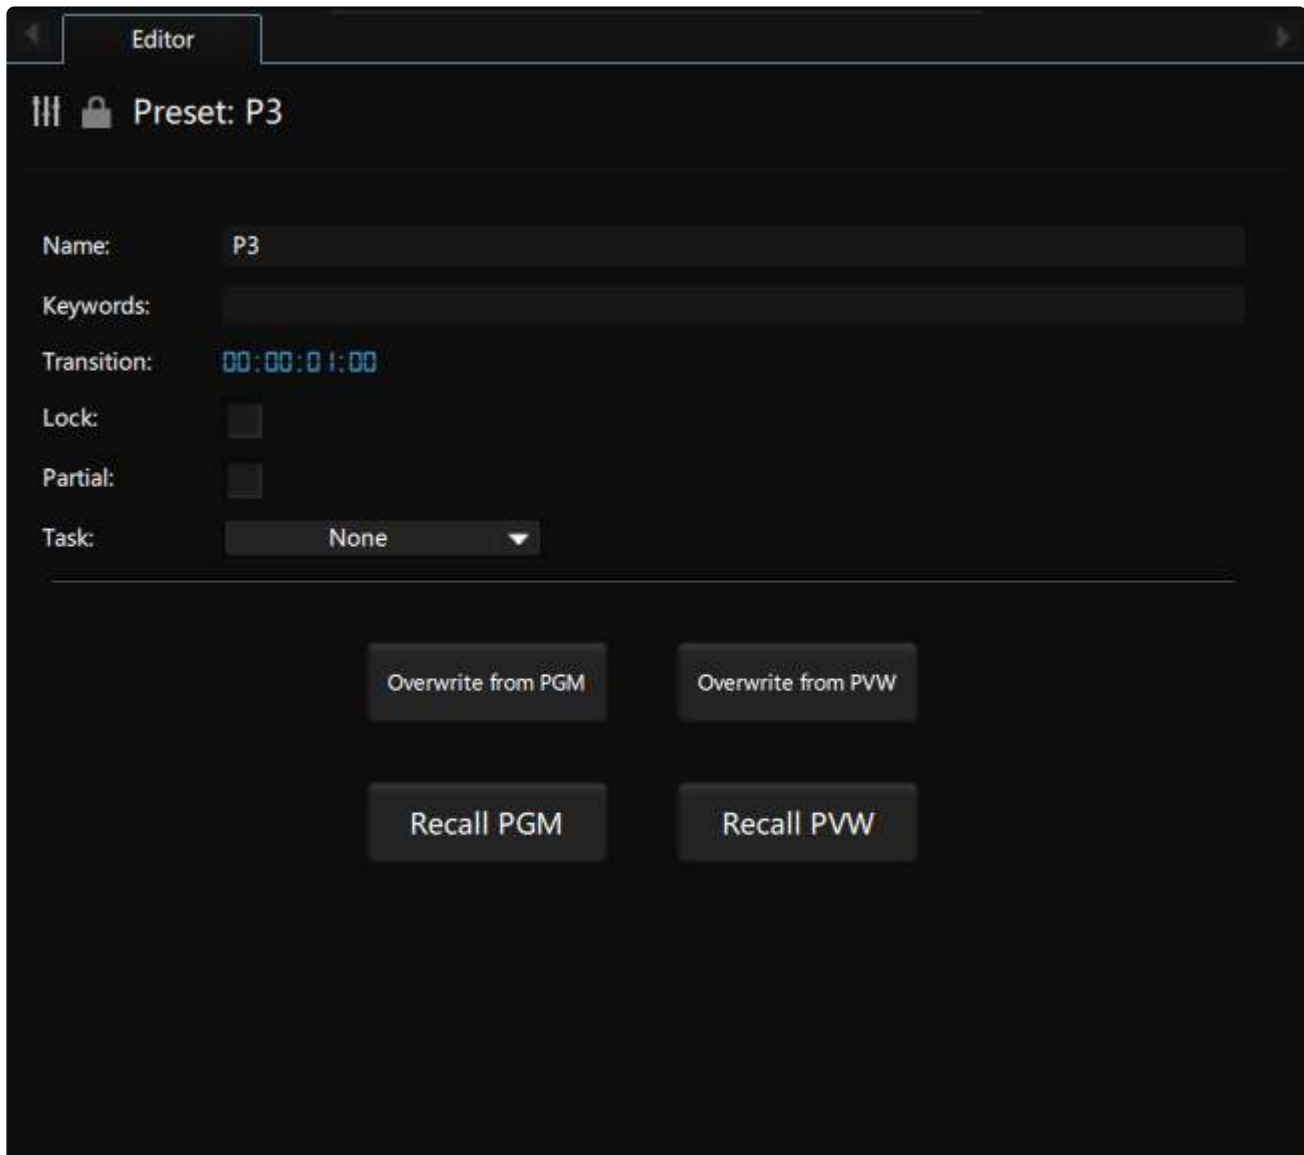 Editor
Preset: P3
Name: P3
Keywords:
Transition: 00:00:01:00
Lock:
Partial:
Task: None
Overwrite from PGM Overwrite from PVW
Recall PGM Recall PVW